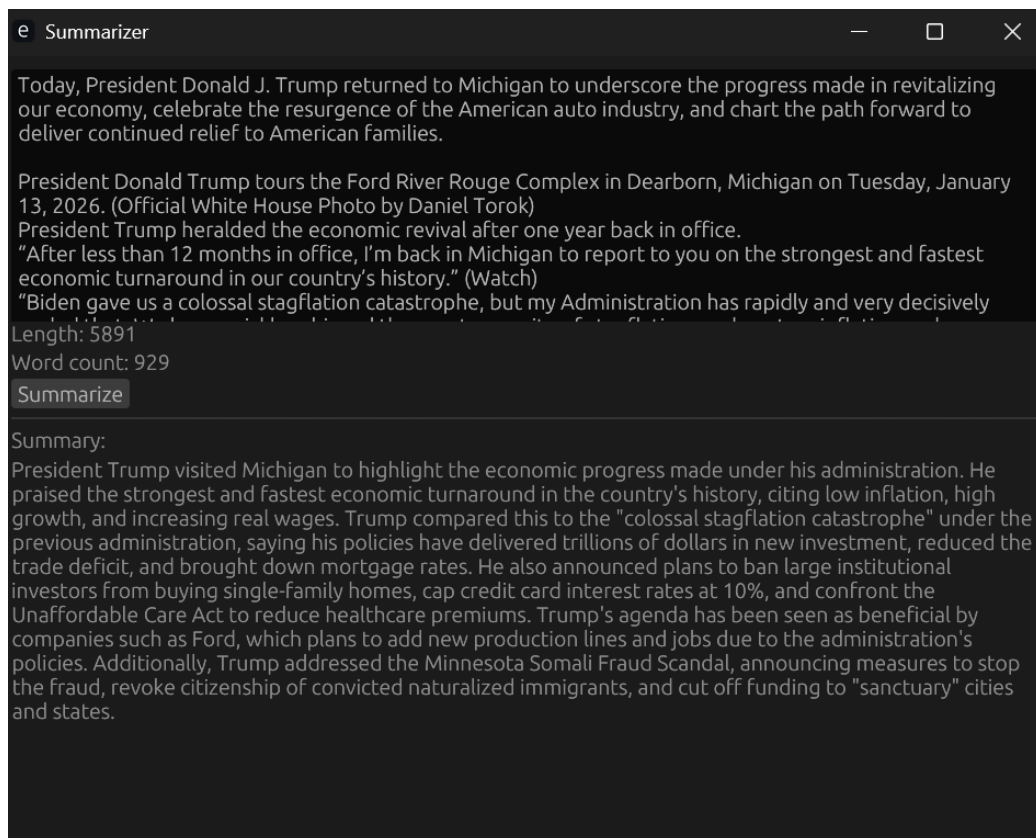 e Summarizer
Today, President Donald J. Trump returned to Michigan to underscore the progress made in revitalizing
our economy, celebrate the resurgence of the American auto industry, and chart the path forward to
deliver continued relief to American families.
President Donald Trump tours the Ford River Rouge Complex in Dearborn, Michigan on Tuesday, January
13, 2026. (Official White House Photo by Daniel Torok)
President Trump heralded the economic revival after one year back in office.
“After less than 12 months in office, I’m back in Michigan to report to you on the strongest and fastest
economic turnaround in our country’s history.” (Watch)
“Biden gave us a colossal stagflation catastrophe, but my Administration has rapidly and very decisively
Length: 5891
Word count: 929
Summarize
Summary:
President Trump visited Michigan to highlight the economic progress made under his administration. He
praised the strongest and fastest economic turnaround in the country's history, citing low inflation, high
growth, and increasing real wages. Trump compared this to the "colossal stagflation catastrophe" under the
previous administration, saying his policies have delivered trillions of dollars in new investment, reduced the
trade deficit, and brought down mortgage rates. He also announced plans to ban large institutional
investors from buying single-family homes, cap credit card interest rates at 10%, and confront the
Unaffordable Care Act to reduce healthcare premiums. Trump's agenda has been seen as beneficial by
companies such as Ford, which plans to add new production lines and jobs due to the administration's
policies. Additionally, Trump addressed the Minnesota Somali Fraud Scandal, announcing measures to stop
the fraud, revoke citizenship of convicted naturalized immigrants, and cut off funding to "sanctuary" cities
and states.